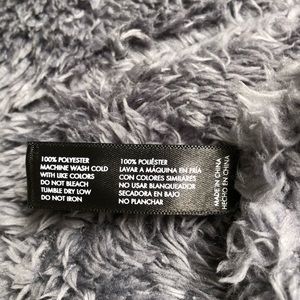 100% POLYESTER
MACHINE WASH COLD
WITH LIKE COLORS
DO NOT BLEACH
TUMBLE DRY LOW
DO NOT IRON
100% POLIÉSTER
LAVAR A MÁQUINA EN FRÍA
CON COLORES SIMILARES
NO USAR BLANQUEADOR
SECADORA EN BAJO
NO PLANCHAR
MADE IN CHINA
HECHO EN CHINA